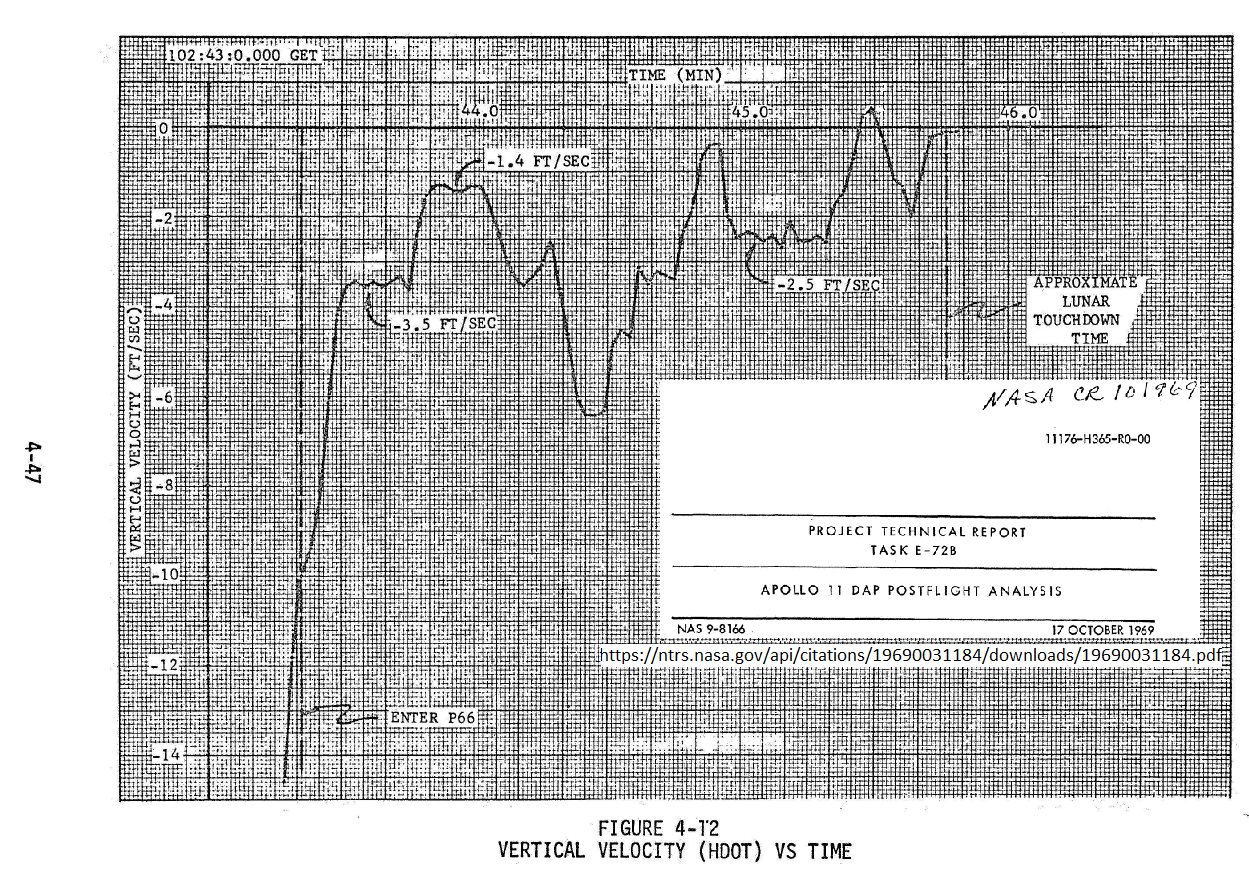 102:43:0.000 GET
TIME (MIN)
44.0
45.0
46.0
0
-2
-4
-6
-8
-10
-12
-14
VERTICAL VELOCITY (FT/SEC)
-1.4 FT/SEC
-3.5 FT/SEC
-2.5 FT/SEC
APPROXIMATE
LUNAR
TOUCHDOWN
TIME
ENTER P66
4-47
NASA CR 101969
11176-H365-R0-00
PROJECT TECHNICAL REPORT
TASK E-72B
APOLLO 11 DAP POSTFLIGHT ANALYSIS
NAS 9-8166
17 OCTOBER 1969
https://ntrs.nasa.gov/api/citations/19690031184/downloads/19690031184.pdf
FIGURE 4-12
VERTICAL VELOCITY (HDOT) VS TIME